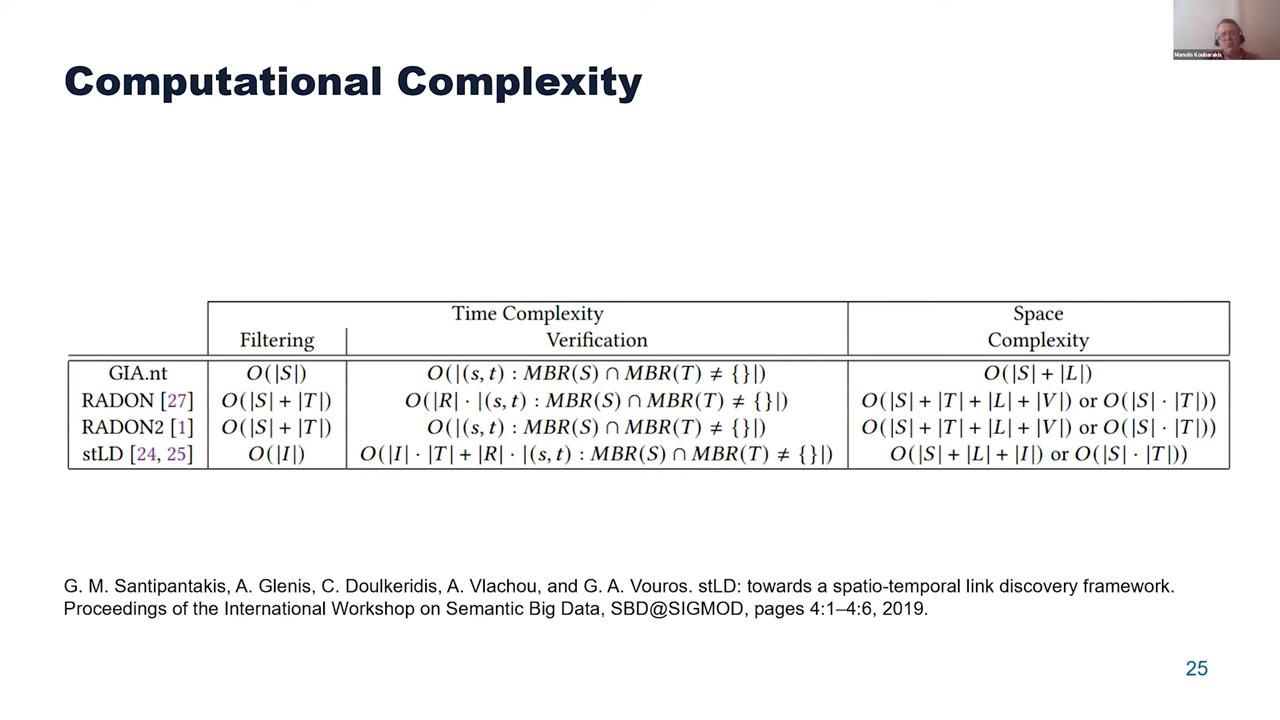 Manolis Koubarakis
Computational Complexity
Time Complexity Space
Filtering Verification Complexity
GIA.nt O(|S|) O(|(s, t) : MBR(S) ∩ MBR(T) ≠ {}|) O(|S| + |L|)
RADON [27] O(|S| + |T|) O(|R| · |(s, t) : MBR(S) ∩ MBR(T) ≠ {}|) O(|S| + |T| + |L| + |V|) or O(|S| · |T|))
RADON2 [1] O(|S| + |T|) O(|(s, t) : MBR(S) ∩ MBR(T) ≠ {}|) O(|S| + |T| + |L| + |V|) or O(|S| · |T|))
stLD [24, 25] O(|I|) O(|I| · |T| + |R| · |(s, t) : MBR(S) ∩ MBR(T) ≠ {}|) O(|S| + |L| + |I|) or O(|S| · |T|))
G. M. Santipantakis, A. Glenis, C. Doulkeridis, A. Vlachou, and G. A. Vouros. stLD: towards a spatio-temporal link discovery framework.
Proceedings of the International Workshop on Semantic Big Data, SBD@SIGMOD, pages 4:1–4:6, 2019.
25